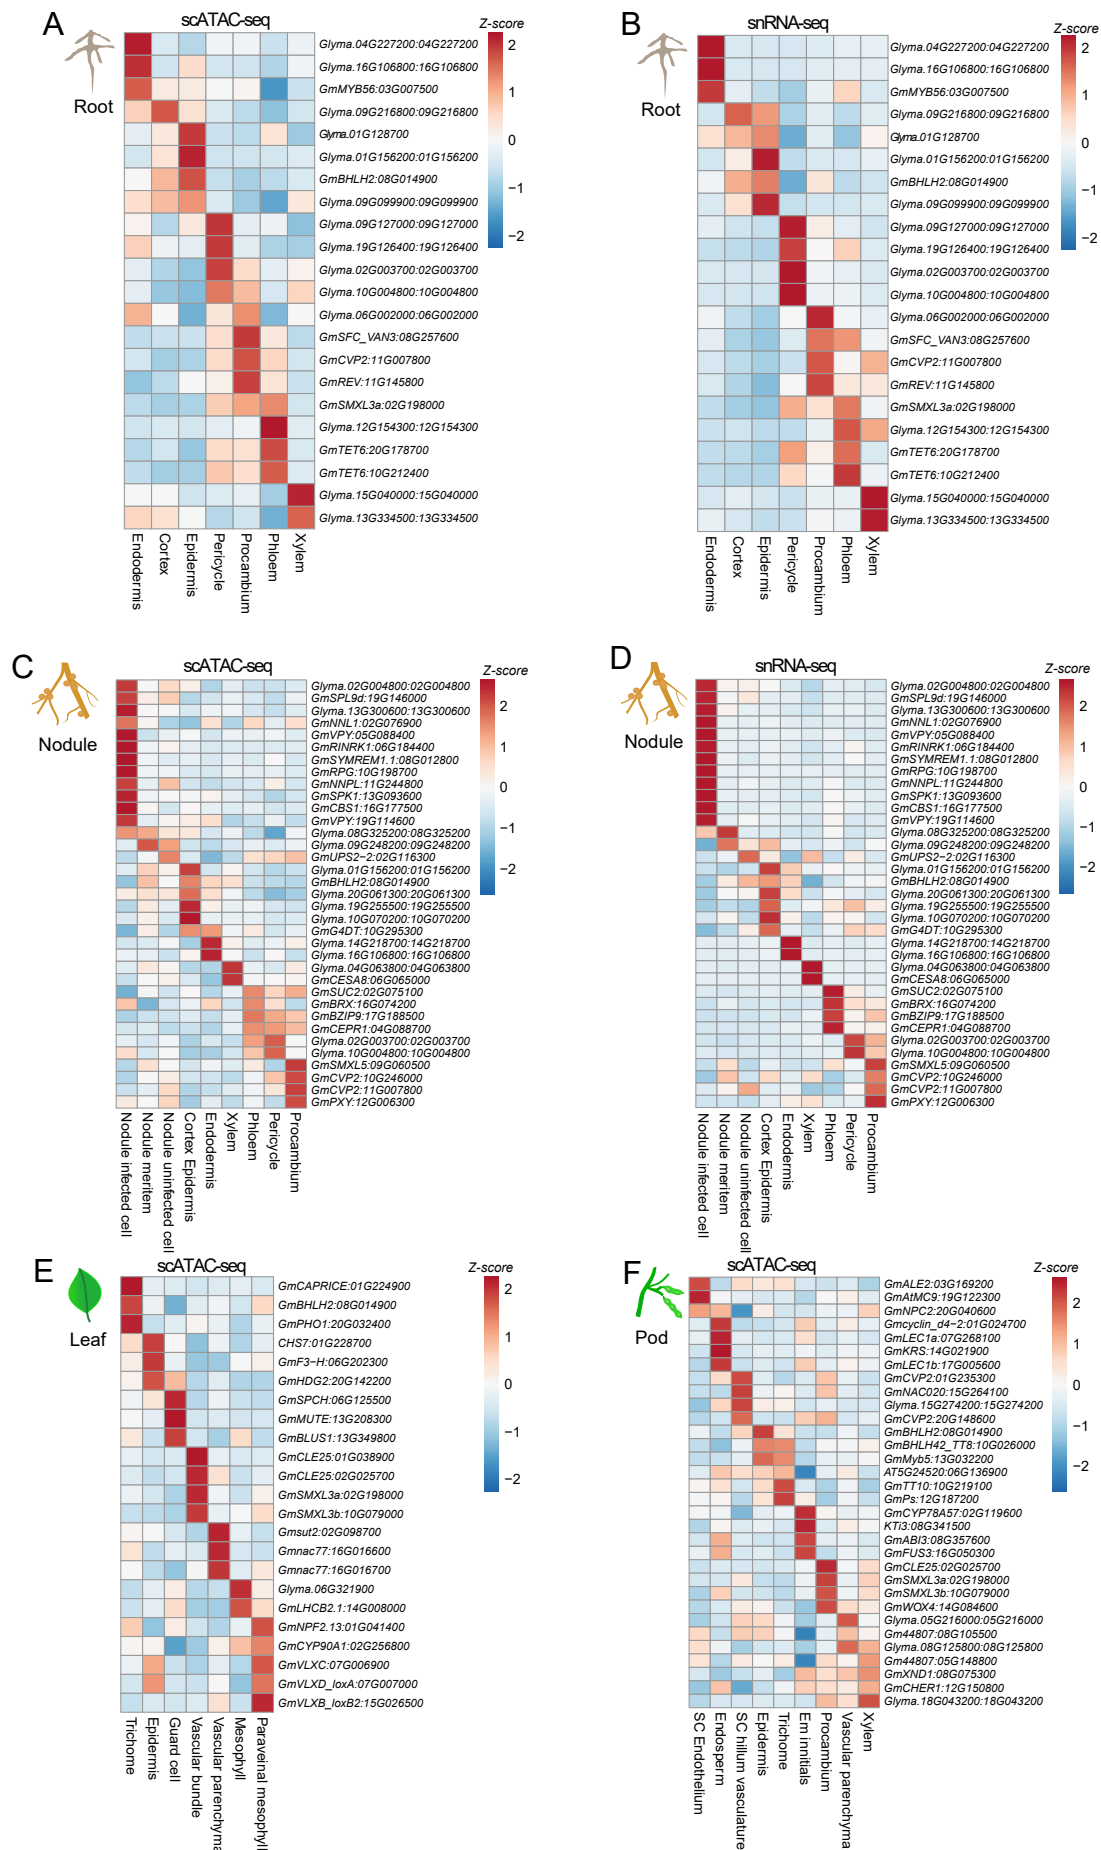 A
scATAC-seq
Z-score
Root
Glyma.04G227200:04G227200
Glyma.16G106800:16G106800
GmMYB56:03G007500
Glyma.09G216800:09G216800
Glyma.01G128700
Glyma.01G156200:01G156200
GmBHLH2:08G014900
Glyma.09G099900:09G099900
Glyma.09G127000:09G127000
Glyma.19G126400:19G126400
Glyma.02G003700:02G003700
Glyma.10G004800:10G004800
Glyma.06G002000:06G002000
GmSFC_VAN3:08G257600
GmCVP2:11G007800
GmREV:11G145800
GmSMXL3a:02G198000
Glyma.12G154300:12G154300
GmTET6:20G178700
GmTET6:10G212400
Glyma.15G040000:15G040000
Glyma.13G334500:13G334500
2
1
0
−1
−2
Endodermis
Cortex
Epidermis
Pericycle
Procambium
Phloem
Xylem
B
snRNA-seq
Z-score
Root
Glyma.04G227200:04G227200
Glyma.16G106800:16G106800
GmMYB56:03G007500
Glyma.09G216800:09G216800
Glyma.01G128700
Glyma.01G156200:01G156200
GmBHLH2:08G014900
Glyma.09G099900:09G099900
Glyma.09G127000:09G127000
Glyma.19G126400:19G126400
Glyma.02G003700:02G003700
Glyma.10G004800:10G004800
Glyma.06G002000:06G002000
GmSFC_VAN3:08G257600
GmCVP2:11G007800
GmREV:11G145800
GmSMXL3a:02G198000
Glyma.12G154300:12G154300
GmTET6:20G178700
GmTET6:10G212400
Glyma.15G040000:15G040000
Glyma.13G334500:13G334500
2
1
0
−1
−2
Endodermis
Cortex
Epidermis
Pericycle
Procambium
Phloem
Xylem
C
scATAC-seq
Z-score
Nodule
Glyma.02G004800:02G004800
GmSPL9d:19G146000
Glyma.13G300600:13G300600
GmNNL1:02G076900
GmVPY:05G088400
GmRINRK1:06G184400
GmSYMREM1.1:08G012800
GmRPG:10G198700
GmNNPL:11G244800
GmSPK1:13G093600
GmCBS1:16G177500
GmVPY:19G114600
Glyma.08G325200:08G325200
Glyma.09G248200:09G248200
GmUPS2−2:02G116300
Glyma.01G156200:01G156200
GmBHLH2:08G014900
Glyma.20G061300:20G061300
Glyma.19G255500:19G255500
Glyma.10G070200:10G070200
GmG4DT:10G295300
Glyma.14G218700:14G218700
Glyma.16G106800:16G106800
Glyma.04G063800:04G063800
GmCESA8:06G065000
GmSUC2:02G075100
GmBRX:16G074200
GmBZIP9:17G188500
GmCEPR1:04G088700
Glyma.02G003700:02G003700
Glyma.10G004800:10G004800
GmSMXL5:09G060500
GmCVP2:10G246000
GmCVP2:11G007800
GmPXY:12G006300
2
1
0
−1
−2
Nodule infected cell
Nodule meritem
Nodule uninfected cell
Cortex Epidermis
Endodermis
Xylem
Phloem
Pericycle
Procambium
D
snRNA-seq
Z-score
Nodule
Glyma.02G004800:02G004800
GmSPL9d:19G146000
Glyma.13G300600:13G300600
GmNNL1:02G076900
GmVPY:05G088400
GmRINRK1:06G184400
GmSYMREM1.1:08G012800
GmRPG:10G198700
GmNNPL:11G244800
GmSPK1:13G093600
GmCBS1:16G177500
GmVPY:19G114600
Glyma.08G325200:08G325200
Glyma.09G248200:09G248200
GmUPS2−2:02G116300
Glyma.01G156200:01G156200
GmBHLH2:08G014900
Glyma.20G061300:20G061300
Glyma.19G255500:19G255500
Glyma.10G070200:10G070200
GmG4DT:10G295300
Glyma.14G218700:14G218700
Glyma.16G106800:16G106800
Glyma.04G063800:04G063800
GmCESA8:06G065000
GmSUC2:02G075100
GmBRX:16G074200
GmBZIP9:17G188500
GmCEPR1:04G088700
Glyma.02G003700:02G003700
Glyma.10G004800:10G004800
GmSMXL5:09G060500
GmCVP2:10G246000
GmCVP2:11G007800
GmPXY:12G006300
2
1
0
−1
−2
Nodule infected cell
Nodule meritem
Nodule uninfected cell
Cortex Epidermis
Endodermis
Xylem
Phloem
Pericycle
Procambium
E
scATAC-seq
Z-score
Leaf
GmCAPRICE:01G224900
GmBHLH2:08G014900
GmPHO1:20G032400
CHS7:01G228700
GmF3−H:06G202300
GmHDG2:20G142200
GmSPCH:06G125500
GmMUTE:13G208300
GmBLUS1:13G349800
GmCLE25:01G038900
GmCLE25:02G025700
GmSMXL3a:02G198000
GmSMXL3b:10G079000
Gmsut2:02G098700
Gmnac77:16G016600
Gmnac77:16G016700
Glyma.06G321900
GmLHCB2.1:14G008000
GmNPF2.13:01G041400
GmCYP90A1:02G256800
GmVLXC:07G006900
GmVLXD_loxA:07G007000
GmVLXB_loxB2:15G026500
2
1
0
−1
−2
Trichome
Epidermis
Guard cell
Vascular bundle
Vascular parenchyma
Mesophyll
Paraveinal mesophyll
F
scATAC-seq
Z-score
Pod
GmALE2:03G169200
GmAtMC9:19G122300
GmNPC2:20G040600
Gmcyclin_d4−2:01G024700
GmLEC1a:07G268100
GmKRS:14G021900
GmLEC1b:17G005600
GmCVP2:01G235300
GmNAC020:15G264100
Glyma.15G274200:15G274200
GmCVP2:20G148600
GmBHLH2:08G014900
GmBHLH42_TT8:10G026000
GmMyb5:13G032200
AT5G24520:06G136900
GmTT10:10G219100
GmPs:12G187200
GmCYP78A57:02G119600
KTi3:08G341500
GmABI3:08G357600
GmFUS3:16G050300
GmCLE25:02G025700
GmSMXL3a:02G198000
GmSMXL3b:10G079000
GmWOX4:14G084600
Glyma.05G216000:05G216000
Gm44807:08G105500
Glyma.08G125800:08G125800
Gm44807:05G148800
GmXND1:08G075300
GmCHER1:12G150800
Glyma.18G043200:18G043200
2
1
0
−1
−2
SC Endothelium
Endosperm
SC hillum vasculature
Epidermis
Trichome
Em innitials
Procambium
Vascular parenchyma
Xylem